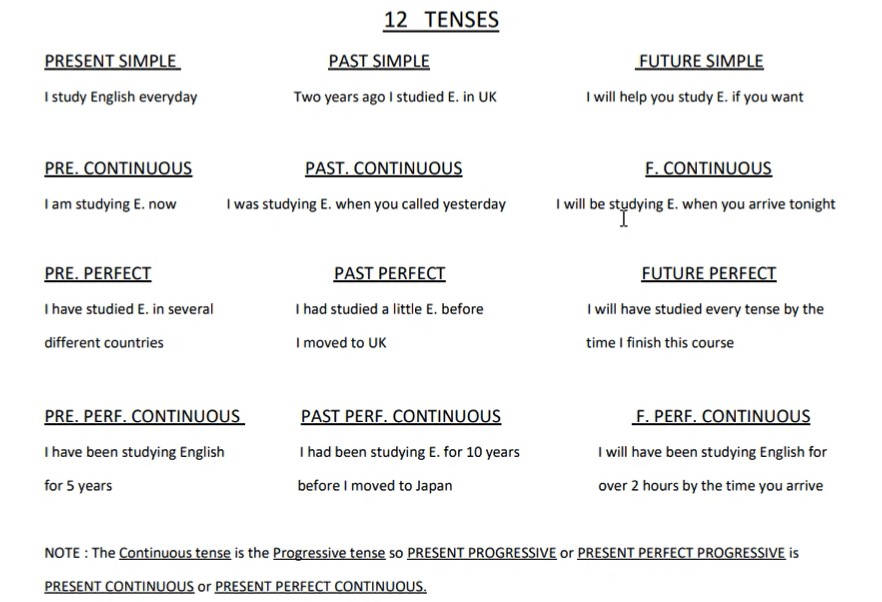 12 TENSES
PRESENT SIMPLE PAST SIMPLE FUTURE SIMPLE
I study English everyday Two years ago I studied E. in UK I will help you study E. if you want
PRE. CONTINUOUS PAST. CONTINUOUS F. CONTINUOUS
I am studying E. now I was studying E. when you called yesterday I will be studying E. when you arrive tonight
PRE. PERFECT PAST PERFECT FUTURE PERFECT
I have studied E. in several I had studied a little E. before I will have studied every tense by the
different countries I moved to UK time I finish this course
PRE. PERF. CONTINUOUS PAST PERF. CONTINUOUS F. PERF. CONTINUOUS
I have been studying English I had been studying E. for 10 years I will have been studying English for
for 5 years before I moved to Japan over 2 hours by the time you arrive
NOTE : The Continuous tense is the Progressive tense so PRESENT PROGRESSIVE or PRESENT PERFECT PROGRESSIVE is
PRESENT CONTINUOUS or PRESENT PERFECT CONTINUOUS.